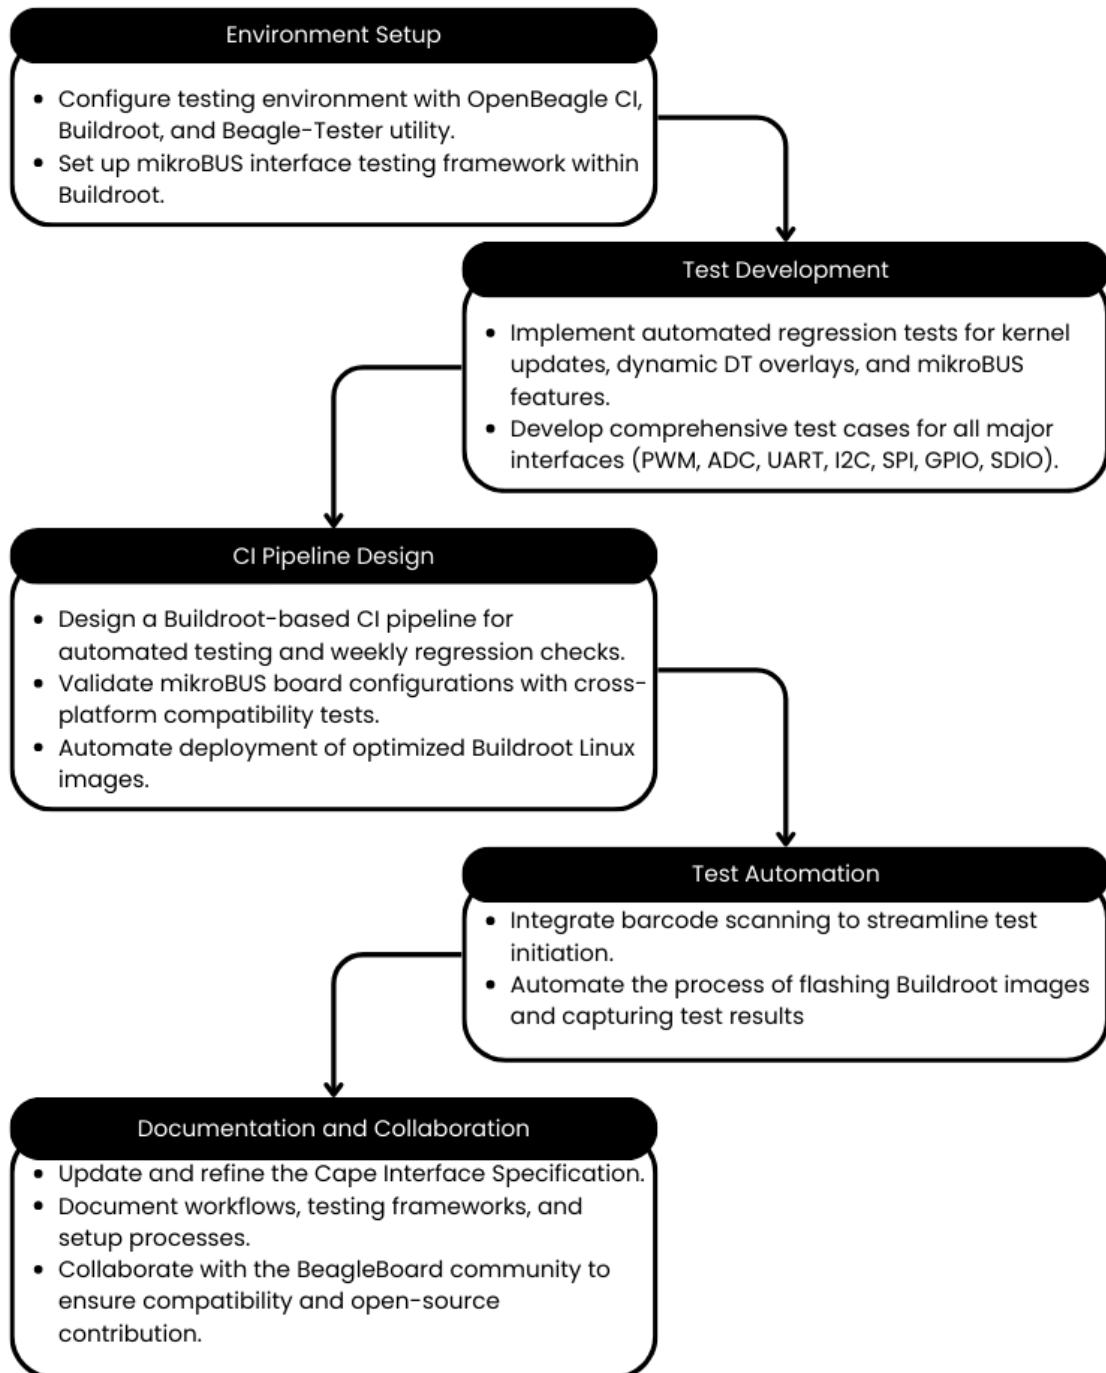 Environment Setup
• Configure testing environment with OpenBeagle CI,
Buildroot, and Beagle-Tester utility.
• Set up mikroBUS interface testing framework within
Buildroot.
Test Development
• Implement automated regression tests for kernel
updates, dynamic DT overlays, and mikroBUS
features.
• Develop comprehensive test cases for all major
interfaces (PWM, ADC, UART, I2C, SPI, GPIO, SDIO).
CI Pipeline Design
• Design a Buildroot-based CI pipeline for
automated testing and weekly regression checks.
• Validate mikroBUS board configurations with cross-
platform compatibility tests.
• Automate deployment of optimized Buildroot Linux
images.
Test Automation
• Integrate barcode scanning to streamline test
initiation.
• Automate the process of flashing Buildroot images
and capturing test results
Documentation and Collaboration
• Update and refine the Cape Interface Specification.
• Document workflows, testing frameworks, and
setup processes.
• Collaborate with the BeagleBoard community to
ensure compatibility and open-source
contribution.